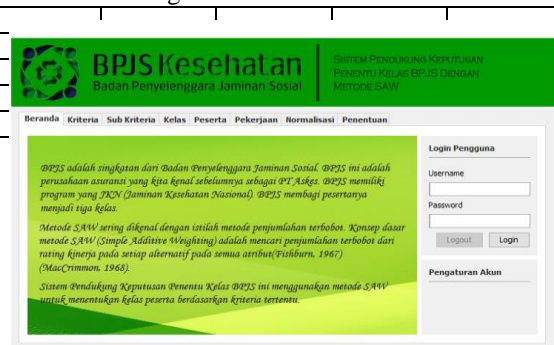 BPJS Kesehatan
Badan Penyelenggara Jaminan Sosial
SISTEM PENDUKUNG KEPUTUSAN
PENENTU KELAS BPJS DENGAN
METODE SAW
Beranda Kriteria Sub Kriteria Kelas Peserta Pekerjaan Normalisasi Penentuan
BPJS adalah singkatan dari Badan Penyelenggara Jaminan Sosial. BPJS ini adalah
perusahaan asuransi yang kita kenal sebelumnya sebagai PT Askes. BPJS memiliki
program yang JKN (Jaminan Kesehatan Nasional). BPJS membagi pesertanya
menjadi tiga kelas.
Metode SAW sering dikenal dengan istilah metode penjumlahan terbobot. Konsep dasar
metode SAW (Simple Additive Weighting) adalah mencari penjumlahan terbobot dari
rating kinerja pada setiap alternatif pada semua atribut(Fishburn, 1967)
(MacCrimmon, 1968).
Sistem Pendukung Keputusan Penentu Kelas BPJS ini menggunakan metode SAW
untuk menentukan kelas peserta berdasarkan kriteria tertentu.
Login Pengguna
Username
Password
Logout Login
Pengaturan Akun